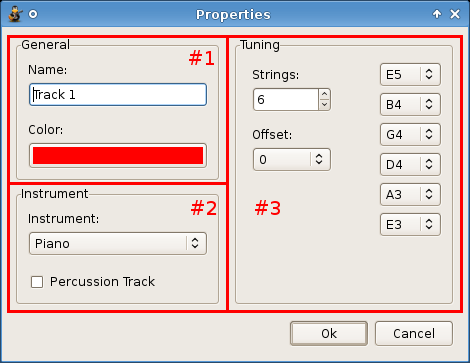 Properties
General
#1
Name:
Track 1
Color:
Instrument
#2
Instrument:
Piano
Percussion Track
Tuning
Strings:
6
Offset:
0
#3
E5
B4
G4
D4
A3
E3
Ok
Cancel